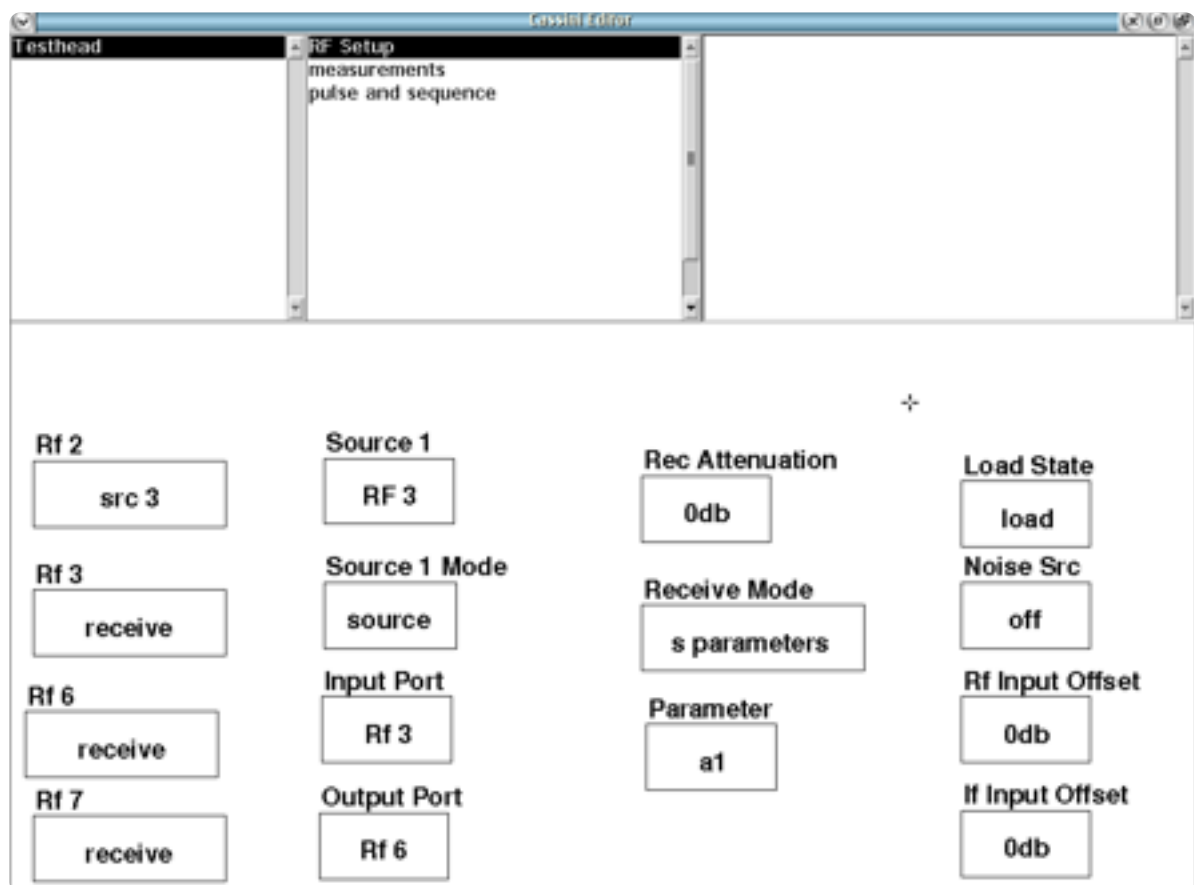 Cassini Editor
Testhead
RF Setup
measurements
pulse and sequence
Rf 2
src 3
Rf 3
receive
Rf 6
receive
Rf 7
receive
Source 1
RF 3
Source 1 Mode
source
Input Port
Rf 3
Output Port
Rf 6
Rec Attenuation
0db
Receive Mode
s parameters
Parameter
a1
Load State
load
Noise Src
off
Rf Input Offset
0db
If Input Offset
0db